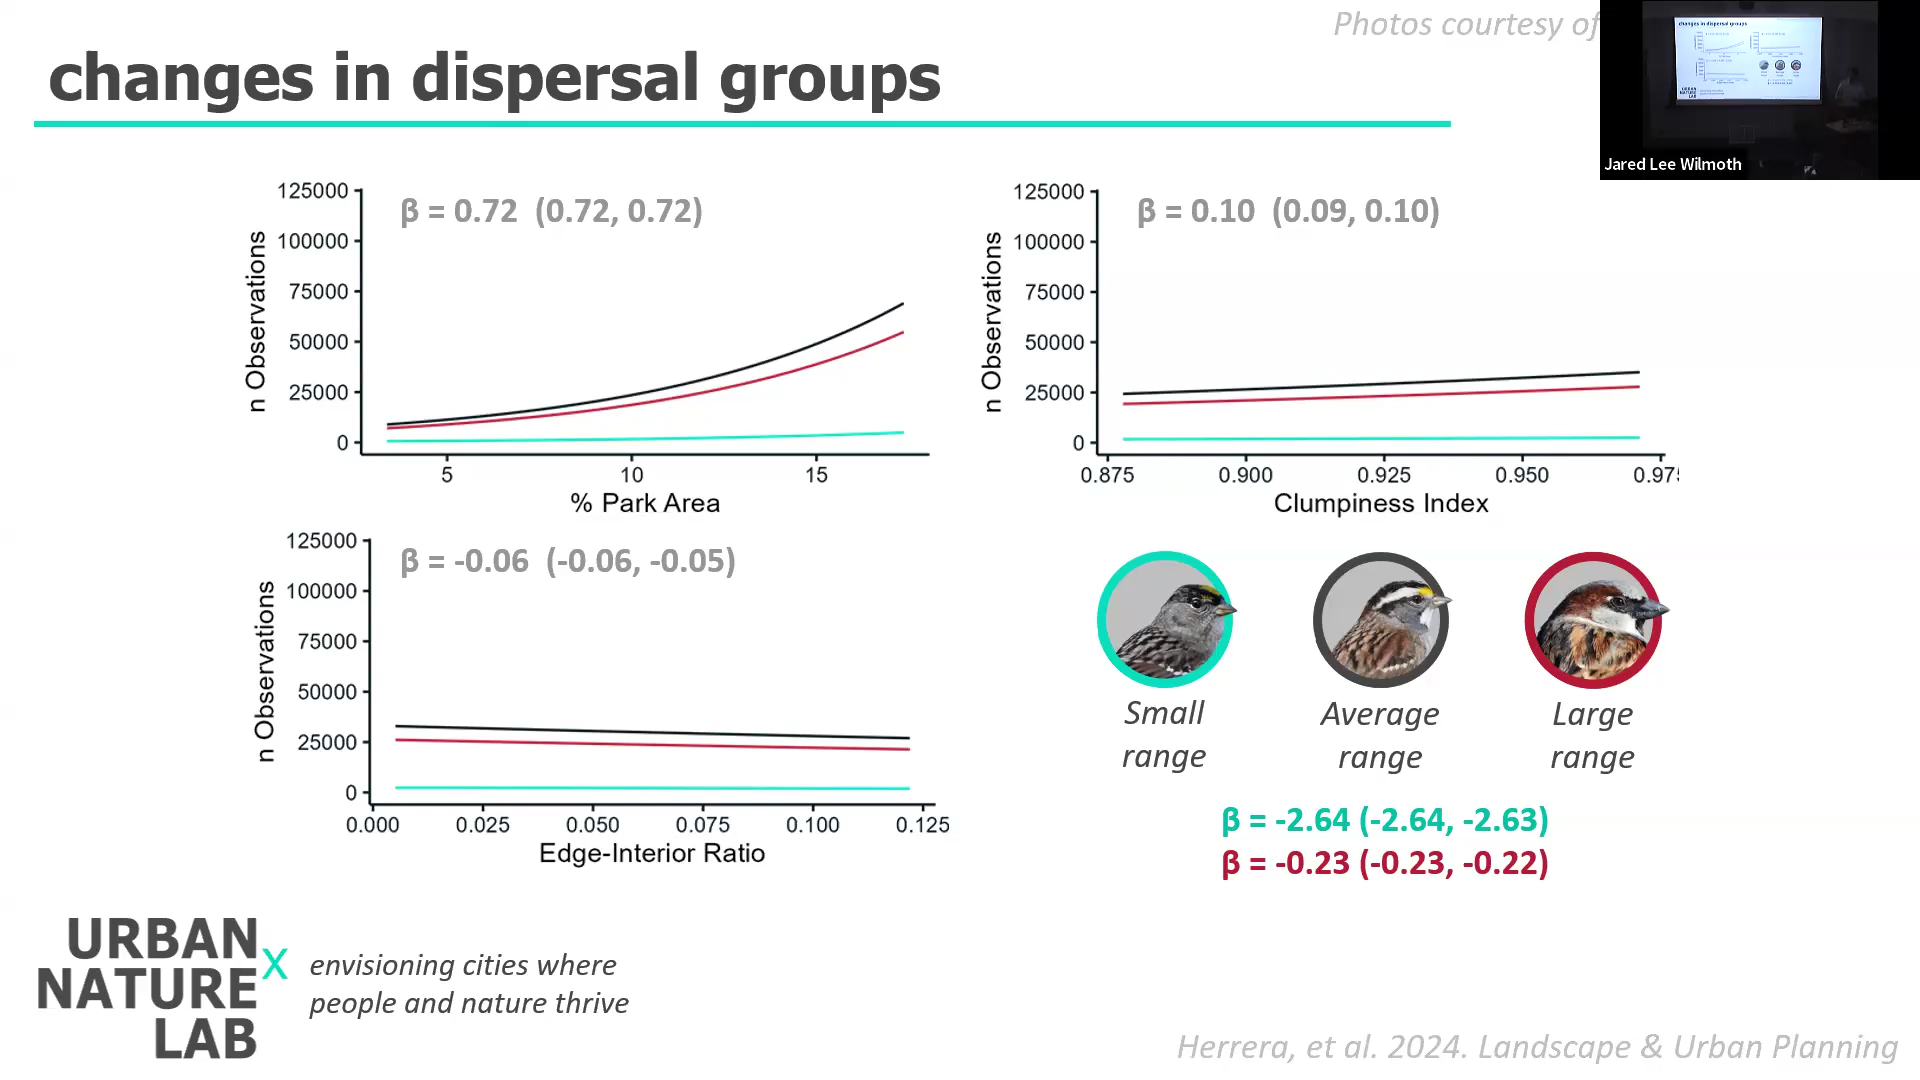 Photos courtesy of
changes in dispersal groups
Jared Lee Wilmoth
125000
100000
75000
50000
25000
0
n Observations
β = 0.72 (0.72, 0.72)
5 10 15
% Park Area
125000
100000
75000
50000
25000
0
n Observations
β = 0.10 (0.09, 0.10)
0.875 0.900 0.925 0.950 0.975
Clumpiness Index
125000
100000
75000
50000
25000
0
n Observations
β = -0.06 (-0.06, -0.05)
0.000 0.025 0.050 0.075 0.100 0.125
Edge-Interior Ratio
Small
range
Average
range
Large
range
β = -2.64 (-2.64, -2.63)
β = -0.23 (-0.23, -0.22)
URBAN
NATURE
LAB
x
envisioning cities where
people and nature thrive
Herrera, et al. 2024. Landscape & Urban Planning